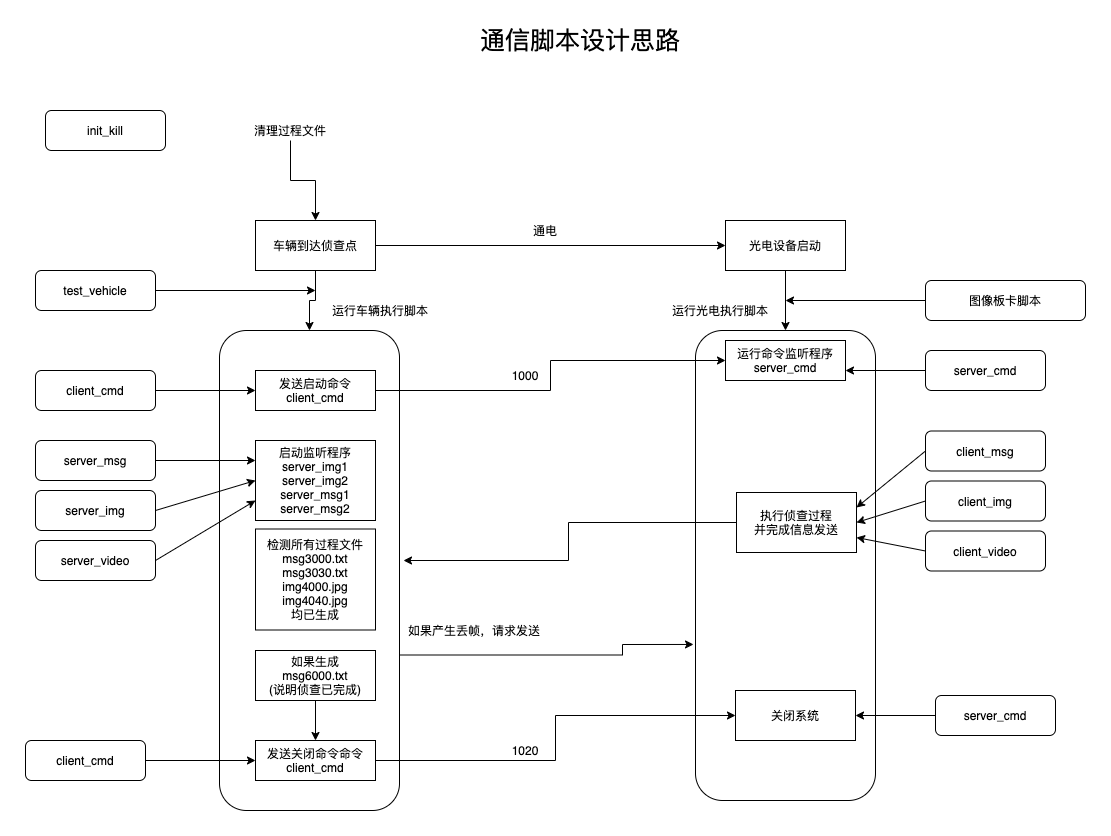 通信脚本设计思路
init_kill
清理过程文件
车辆到达侦查点
通电
光电设备启动
test_vehicle
运行车辆执行脚本
运行光电执行脚本
图像板卡脚本
client_cmd
发送启动命令
client_cmd
1000
运行命令监听程序
server_cmd
server_cmd
server_msg
server_img
server_video
启动监听程序
server_img1
server_img2
server_msg1
server_msg2
执行侦查过程
并完成信息发送
client_msg
client_img
client_video
检测所有过程文件
msg3000.txt
msg3030.txt
img4000.jpg
img4040.jpg
均已生成
如果产生丢帧，请求发送
如果生成
msg6000.txt
(说明侦查已完成)
关闭系统
server_cmd
client_cmd
发送关闭命令命令
client_cmd
1020